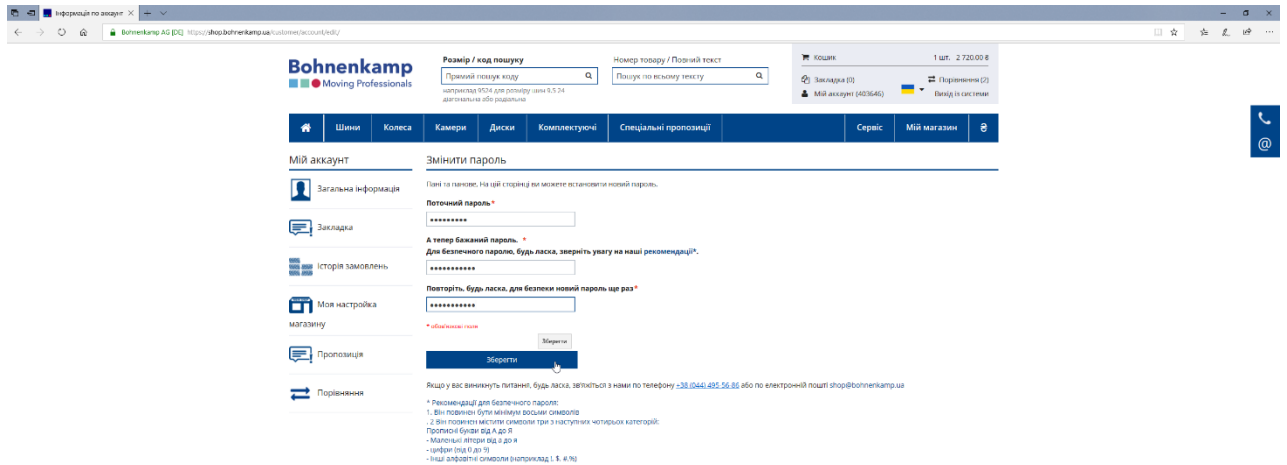 Інформація по аккаунт
Bohnenkamp AG [DE] https://shop.bohnenkamp.ua/customer/account/edit/
Bohnenkamp
Moving Professionals
Розмір / код пошуку
Прямий пошук коду
наприклад 9524 для розміру шин 9.5 24
діагональна або радіальна
Номер товару / Повний текст
Пошук по всьому тексту
Кошик 1 шт. 2 720.00 ₴
Закладка (0) Порівняння (2)
Мій аккаунт (403646) Вихід із системи
Шини Колеса Камери Диски Комплектуючі Спеціальні пропозиції Сервіс Мій магазин ₴
Мій аккаунт
Загальна інформація
Закладка
Історія замовлень
Моя настройка
магазину
Пропозиція
Порівняння
Змінити пароль
Пані та панове. На цій сторінці ви можете встановити новий пароль.
Поточний пароль*
А тепер бажаний пароль. *
Для безпечного паролю, будь ласка, зверніть увагу на наші рекомендації*.
Повторіть, будь ласка, для безпеки новий пароль ще раз*
* обов'язкові поля
Зберегти
Зберегти
Якщо у вас виникнуть питання, будь ласка, зв'яжіться з нами по телефону +38 (044) 495-56-86 або по електронній пошті shop@bohnenkamp.ua
* Рекомендації для безпечного пароля:
1. Він повинен бути мінімум восьми символів
. 2 Він повинен містити символи три з наступних чотирьох категорій:
Прописні букви від А до Я
- Маленькі літери від а до я
- цифри (від 0 до 9)
- Інші алфавітні символи (наприклад !, $, #,%)